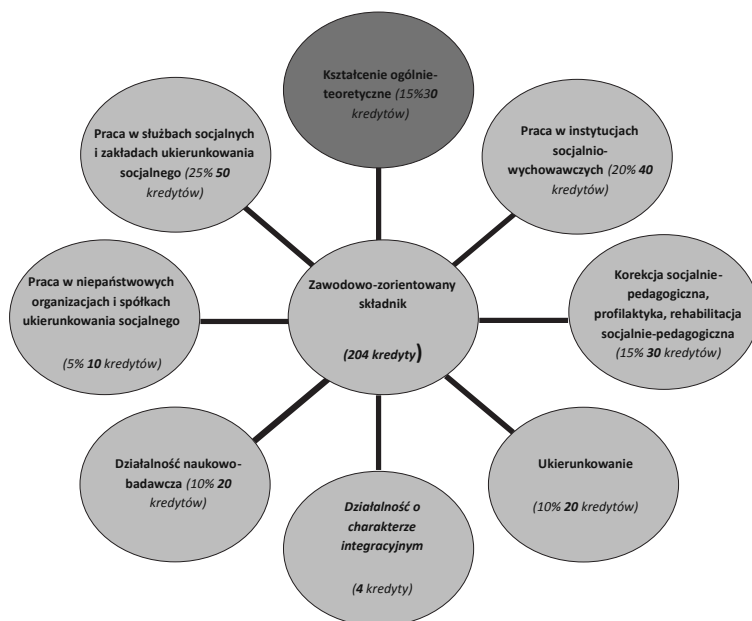 Kształcenie ogólnie-
teoretyczne (15%30
kredytów)
Praca w służbach socjalnych
i zakładach ukierunkowania
socjalnego (25% 50
kredytów)
Praca w instytucjach
socjalnio-
wychowawczych (20% 40
kredytów)
Praca w niepaństwowych
organizacjach i spółkach
ukierunkowania socjalnego
(5% 10 kredytów)
Zawodowo-zorientowany
składnik
(204 kredyty)
Korekcja socjalnie-
pedagogiczna,
profilaktyka, rehabilitacja
socjalnie-pedagogiczna
(15% 30 kredytów)
Działalność naukowo-
badawcza (10% 20
kredytów)
Działalność o
charakterze
integracyjnym
(4 kredyty)
Ukierunkowanie
(10% 20 kredytów)